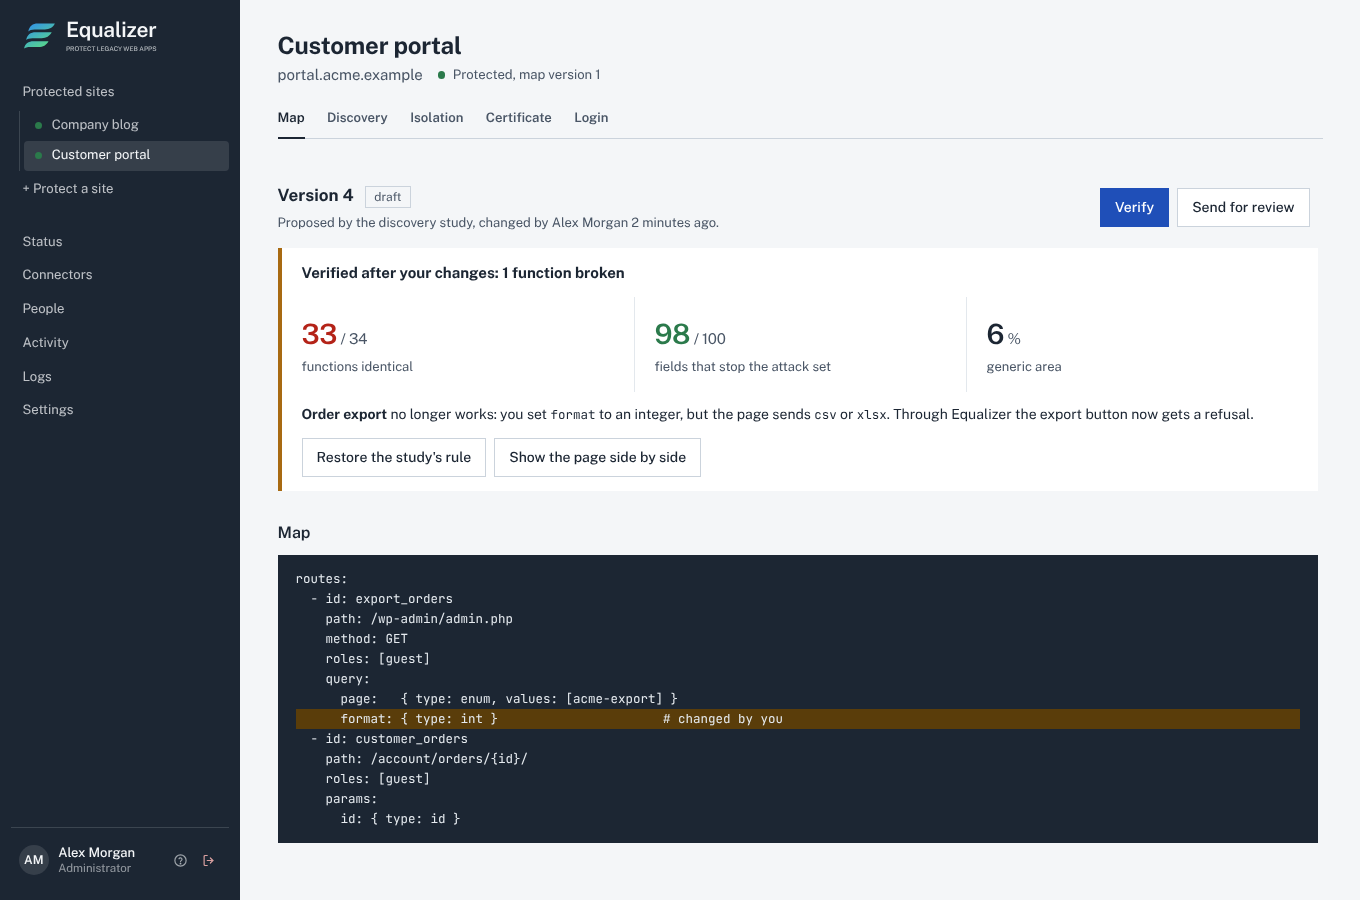 Equalizer
PROTECT LEGACY WEB APPS
Protected sites
Company blog
Customer portal
+ Protect a site
Status
Connectors
People
Activity
Logs
Settings
AM
Alex Morgan
Administrator
Customer portal
portal.acme.example
Protected, map version 1
Map
Discovery
Isolation
Certificate
Login
Version 4
draft
Proposed by the discovery study, changed by Alex Morgan 2 minutes ago.
Verify
Send for review
Verified after your changes: 1 function broken
33 / 34
functions identical
98 / 100
fields that stop the attack set
6 %
generic area
Order export no longer works: you set format to an integer, but the page sends csv or xlsx. Through Equalizer the export button now gets a refusal.
Restore the study's rule
Show the page side by side
Map
routes:
  - id: export_orders
    path: /wp-admin/admin.php
    method: GET
    roles: [guest]
    query:
      page:   { type: enum, values: [acme-export] }
      format: { type: int }                      # changed by you
  - id: customer_orders
    path: /account/orders/{id}/
    roles: [guest]
    params:
      id: { type: id }